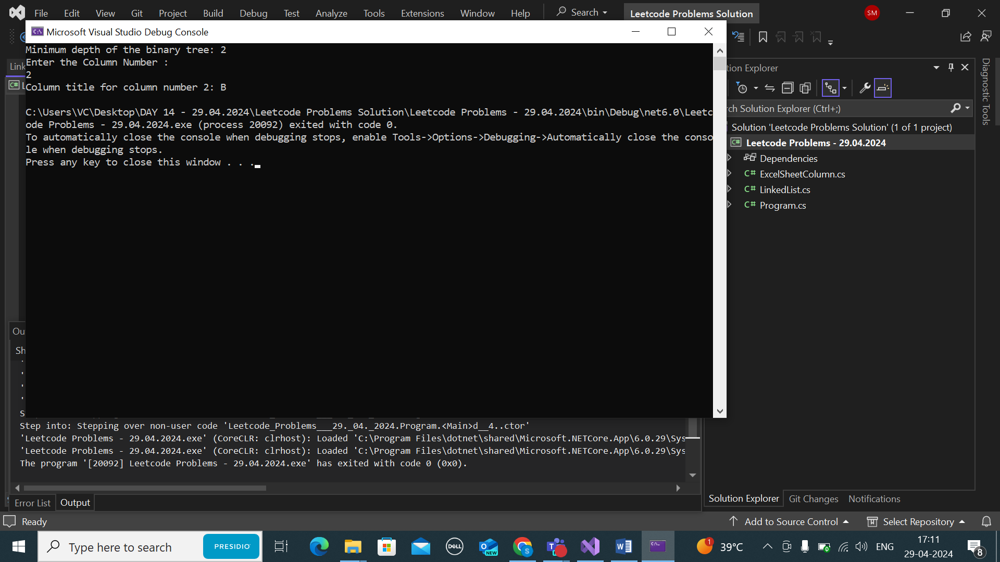 File Edit View Git Project Build Debug Test Analyze Tools Extensions Window Help Search Leetcode Problems Solution SM
Microsoft Visual Studio Debug Console
Minimum depth of the binary tree: 2
Enter the Column Number :
2
Column title for column number 2: B
C:\Users\VC\Desktop\DAY 14 - 29.04.2024\Leetcode Problems Solution\Leetcode Problems - 29.04.2024\bin\Debug\net6.0\Leetc
ode Problems - 29.04.2024.exe (process 20092) exited with code 0.
To automatically close the console when debugging stops, enable Tools->Options->Debugging->Automatically close the conso
le when debugging stops.
Press any key to close this window . . .
Link
C# L
tion Explorer
rch Solution Explorer (Ctrl+;)
Solution 'Leetcode Problems Solution' (1 of 1 project)
C# Leetcode Problems - 29.04.2024
Dependencies
C# ExcelSheetColumn.cs
C# LinkedList.cs
C# Program.cs
Diagnostic Tools
Ou
Sh
Step into: Stepping over non-user code 'Leetcode_Problems___29._04._2024.Program.<Main>d__4..ctor'
'Leetcode Problems - 29.04.2024.exe' (CoreCLR: clrhost): Loaded 'C:\Program Files\dotnet\shared\Microsoft.NETCore.App\6.0.29\Sys
'Leetcode Problems - 29.04.2024.exe' (CoreCLR: clrhost): Loaded 'C:\Program Files\dotnet\shared\Microsoft.NETCore.App\6.0.29\Sys
The program '[20092] Leetcode Problems - 29.04.2024.exe' has exited with code 0 (0x0).
Error List Output
Solution Explorer Git Changes Notifications
Ready Add to Source Control Select Repository
Type here to search PRESIDIO DELL NEW S T W 1 39°C ENG 17:11
29-04-2024 8